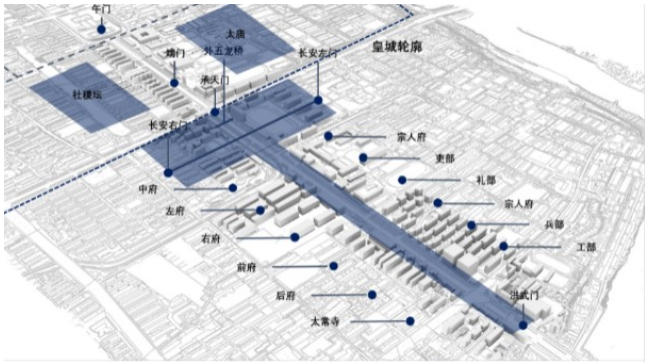 午门
太庙
外五龙桥
端门
长安左门
皇城轮廓
承天门
社稷坛
长安右门
宗人府
吏部
中府
礼部
宗人府
左府
兵部
右府
工部
前府
后府
洪武门
太常寺